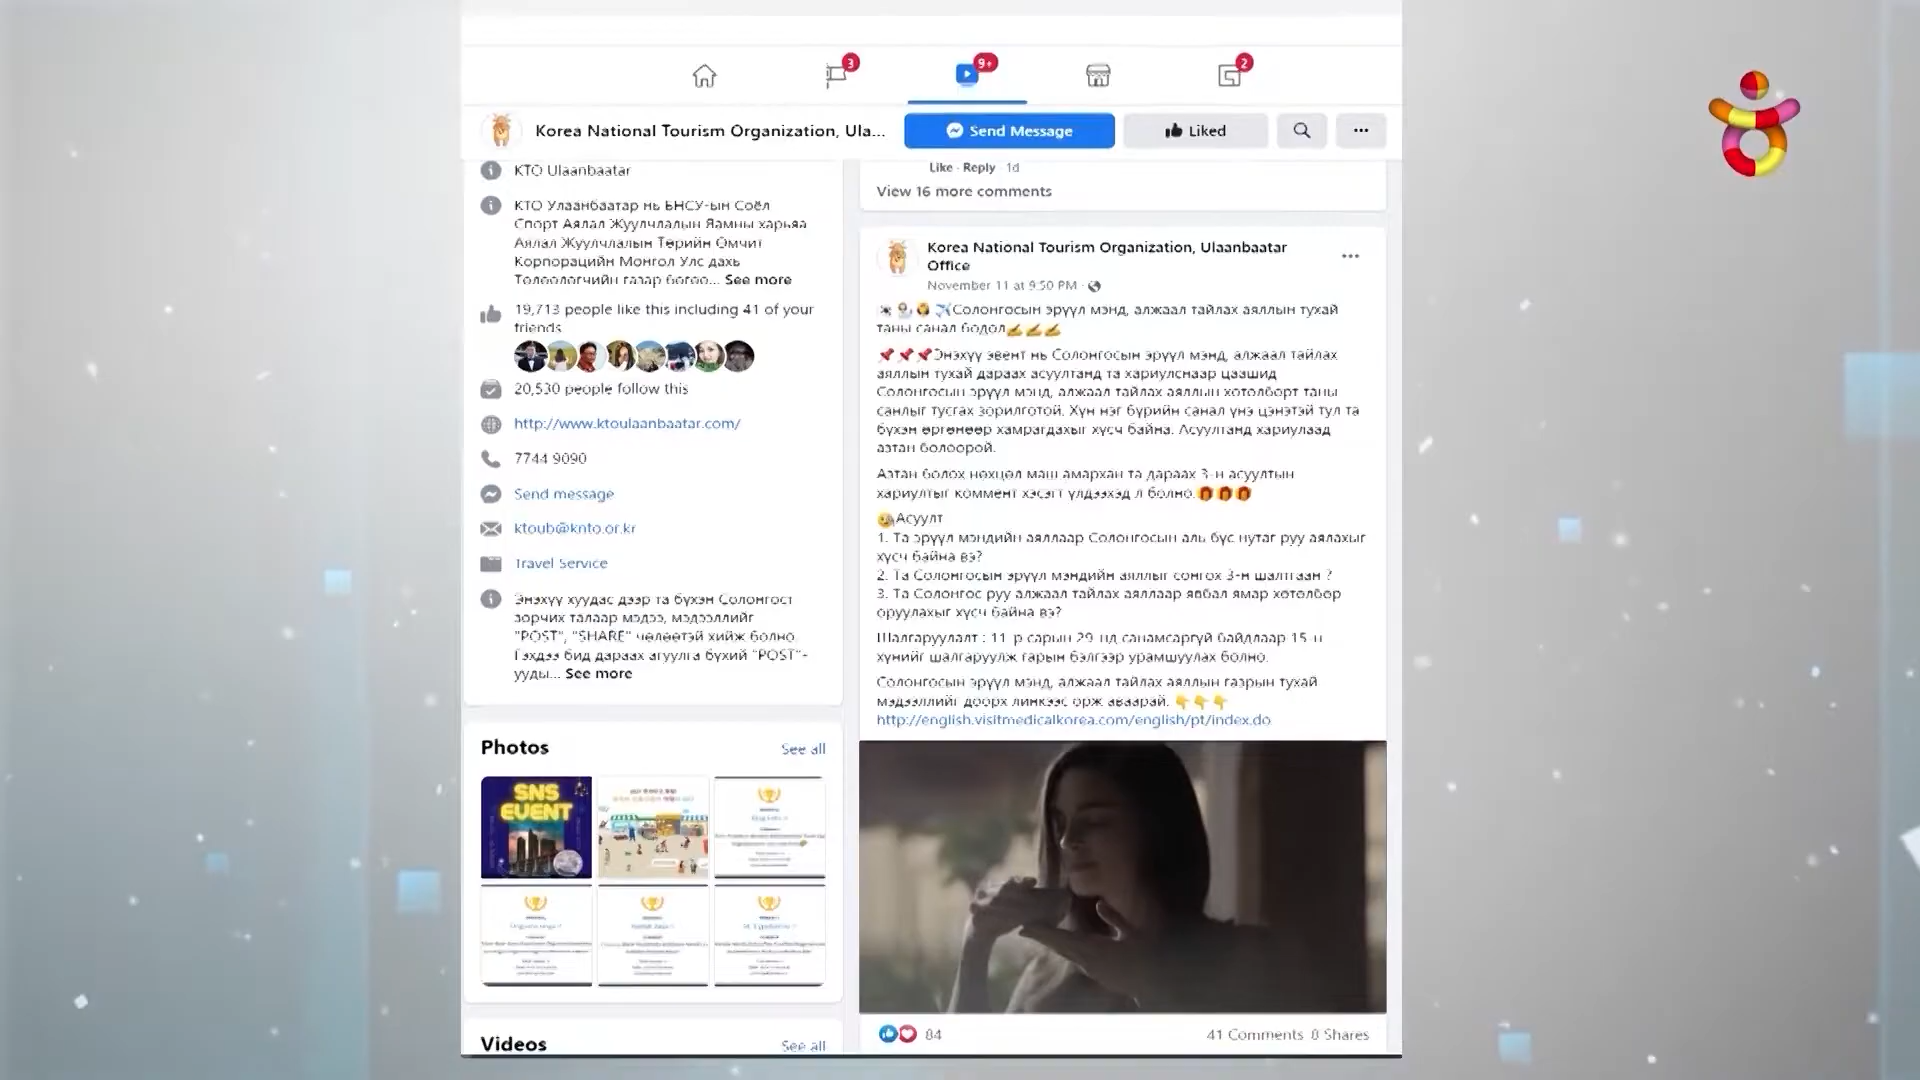 3
9+
2
Korea National Tourism Organization, Ula...
Send Message
Liked
KTO Ulaanbaatar
КТО Улаанбаатар нь БНСУ-ын Соёл
Спорт Аялал Жуулчлалын Яамны харьяа
Аялал Жуулчлалын Төрийн Өмчит
Корпорацийн Монгол Улс дахь
Төлөөлөгчийн газар бөгөө... See more
19,713 people like this including 41 of your
friends
20,530 people follow this
http://www.ktoulaanbaatar.com/
7744 9090
Send message
ktoub@knto.or.kr
Travel Service
Энэхүү хуудас дээр та бүхэн Солонгост
зорчих талаар мэдээ, мэдээллийг
"POST", "SHARE" чөлөөтэй хийж болно.
Гэхдээ бид дараах агуулга бүхий "POST"-
ууды... See more
Photos
See all
SNS
EVENT
Videos
See all
Like · Reply · 1d
View 16 more comments
Korea National Tourism Organization, Ulaanbaatar
Office
November 11 at 9:50 PM ·
Солонгосын эрүүл мэнд, алжаал тайлах аяллын тухай
таны санал бодол
Энэхүү эвент нь Солонгосын эрүүл мэнд, алжаал тайлах
аяллын тухай дараах асуултанд та хариулснаар цаашид
Солонгосын эрүүл мэнд, алжаал тайлах аяллын хөтөлбөрт таны
санлыг тусгах зорилготой. Хүн нэг бүрийн санал үнэ цэнэтэй тул та
бүхэн өргөнөөр хамрагдахыг хүсч байна. Асуултанд хариулаад
азтан болоорой.
Азтан болох нөхцөл маш амархан та дараах 3-н асуултын
хариултыг коммент хэсэгт үлдээхэд л болно.
Асуулт
1. Та эрүүл мэндийн аяллаар Солонгосын аль бүс нутаг руу аялахыг
хүсч байна вэ?
2. Та Солонгосын эрүүл мэндийн аяллыг сонгох 3-н шалтгаан ?
3. Та Солонгос руу алжаал тайлах аяллаар явбал ямар хөтөлбөр
оруулахыг хүсч байна вэ?
Шалгаруулалт : 11-р сарын 29-нд санамсаргүй байдлаар 15-н
хүнийг шалгаруулж гарын бэлгээр урамшуулах болно.
Солонгосын эрүүл мэнд, алжаал тайлах аяллын газрын тухай
мэдээллийг доорх линкээс орж аваарай.
http://english.visitmedicalkorea.com/english/pt/index.do
84
41 Comments 8 Shares